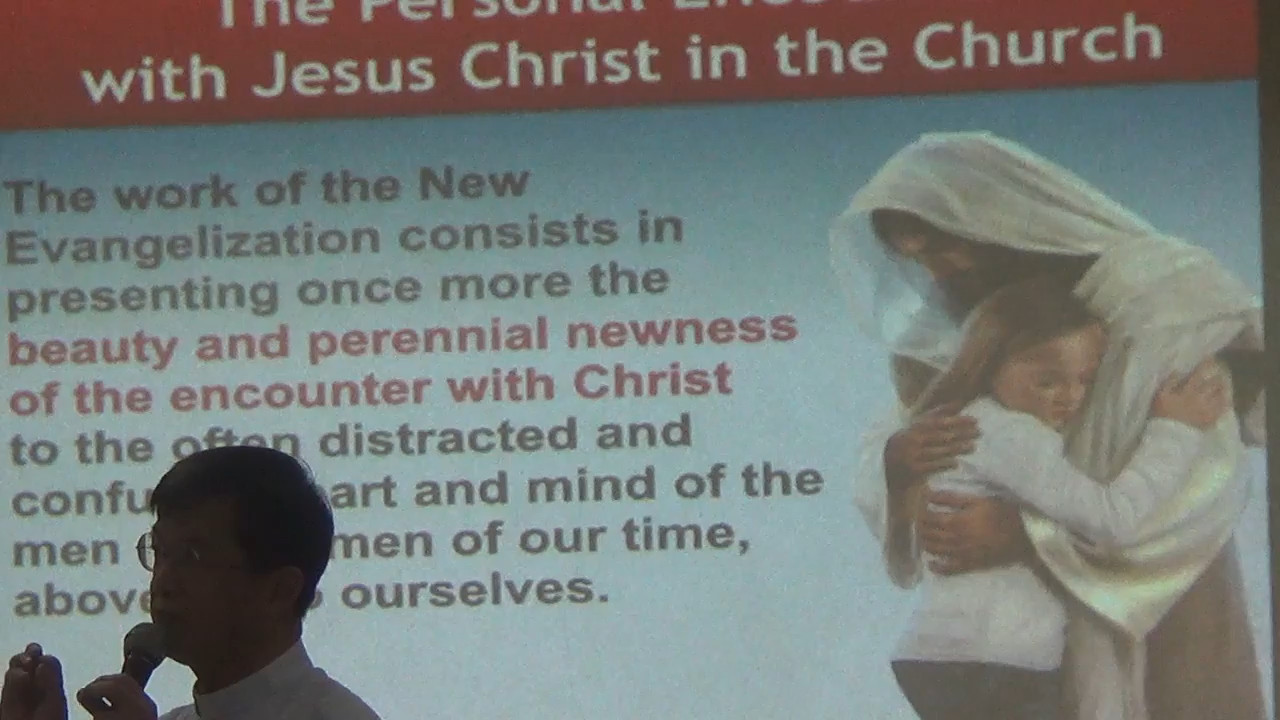 The Personal
with Jesus Christ in the Church
The work of the New
Evangelization consists in
presenting once more the
beauty and perennial newness
of the encounter with Christ
to the often distracted and
confu art and mind of the
men men of our time,
above ourselves.